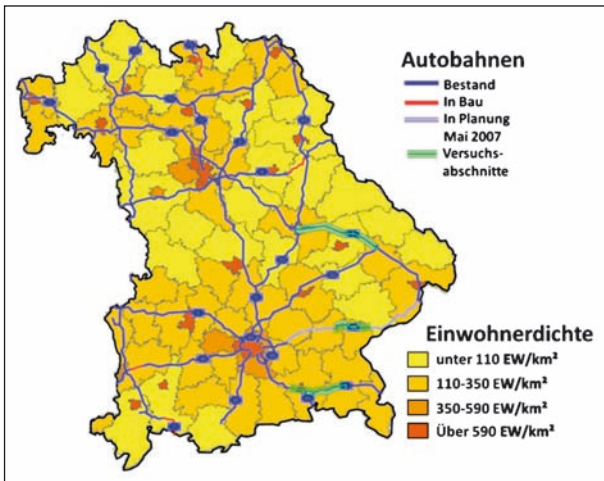 Autobahnen
Bestand
In Bau
In Planung
Mai 2007
Versuchs-
abschnitte
Einwohnerdichte
unter 110 EW/km²
110-350 EW/km²
350-590 EW/km²
Über 590 EW/km²